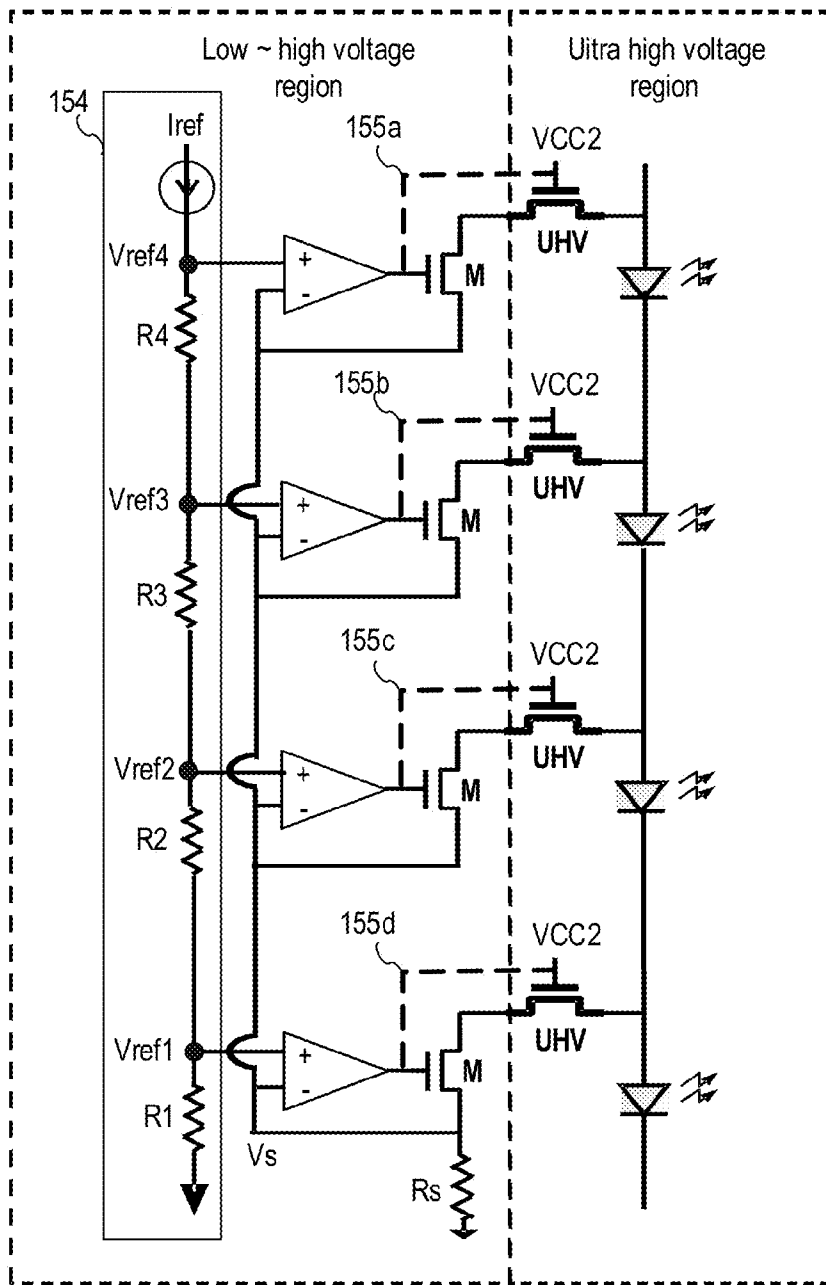 Low ~ high voltage
region
Uitra high voltage
region
154
Iref
155a
VCC2
UHV
Vref4
+
-
M
R4
155b
VCC2
UHV
Vref3
+
-
M
R3
155c
VCC2
UHV
Vref2
+
-
M
R2
155d
VCC2
UHV
Vref1
+
-
M
R1
Vs
Rs